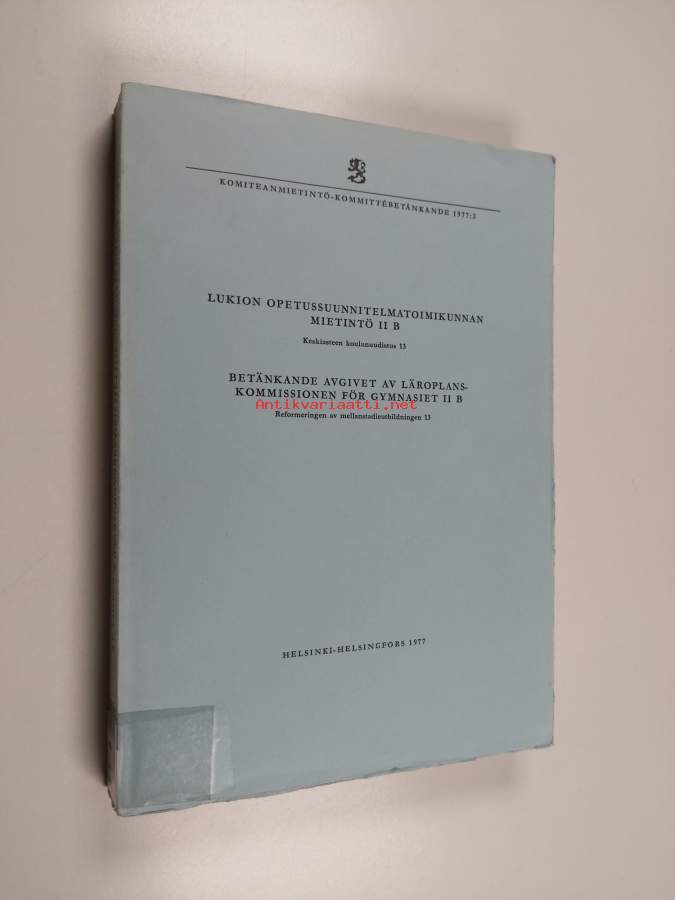 KOMITEANMIETINTÖ-KOMMITTÉBETÄNKANDE 1977:2
LUKION OPETUSSUUNNITELMATOIMIKUNNAN
MIETINTÖ II B
Keskiasteen koulunuudistus 13
BETÄNKANDE AVGIVET AV LÄROPLANS-
KOMMISSIONEN FÖR GYMNASIET II B
Antikvariaatti.net
Reformeringen av mellanstadieutbildningen 13
HELSINKI-HELSINGFORS 1977